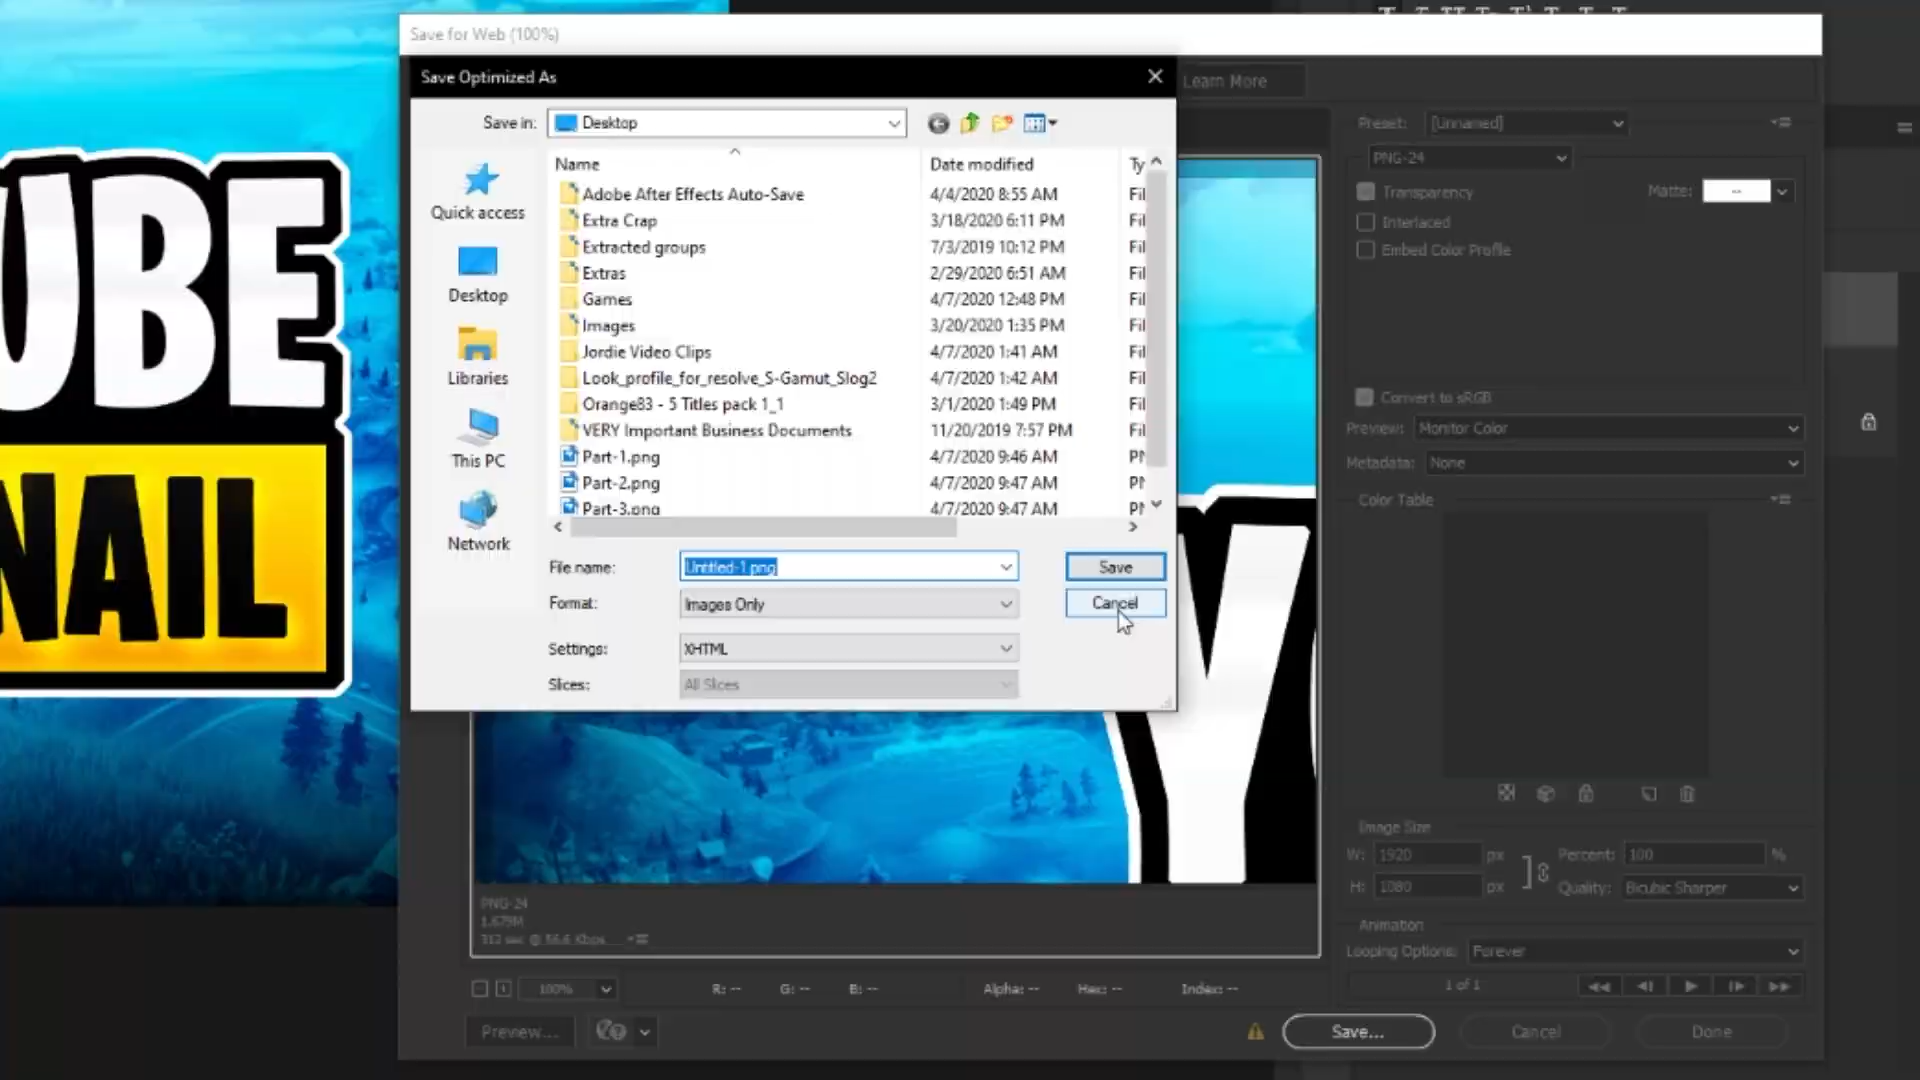 Save for Web (100%)
Save Optimized As
Learn More
Save in: Desktop
Preset: [Unnamed]
PNG-24
Name Date modified Ty
Transparency Matte: --
Quick access
Adobe After Effects Auto-Save 4/4/2020 8:55 AM Fil
Extra Crap 3/18/2020 6:11 PM Fil
Interlaced
Extracted groups 7/3/2019 10:12 PM Fil
Embed Color Profile
Extras 2/29/2020 6:51 AM Fil
Desktop
Games 4/7/2020 12:48 PM Fil
Images 3/20/2020 1:35 PM Fil
Jordie Video Clips 4/7/2020 1:41 AM Fil
Libraries
Look_profile_for_resolve_S-Gamut_Slog2 4/7/2020 1:42 AM Fil
Orange83 - 5 Titles pack 1_1 3/1/2020 1:49 PM Fil
Convert to sRGB
VERY Important Business Documents 11/20/2019 7:57 PM Fil
Preview: Monitor Color
This PC
Part-1.png 4/7/2020 9:46 AM PN
Metadata: None
Part-2.png 4/7/2020 9:47 AM PN
Part-3.png 4/7/2020 9:47 AM PN
Color Table
Network
File name: Untitled-1.png Save
Format: Images Only Cancel
Settings: XHTML
Slices: All Slices
UBE
NAIL
YO
Image Size
W: 1920 px Percent: 100 %
H: 1080 px Quality: Bicubic Sharper
PNG-24
1.679M
312 sec @ 56.6 Kbps
Animation
Looping Options: Forever
1 of 1
100% R: -- G: -- B: -- Alpha: -- Hex: -- Index: --
Preview... Save... Cancel Done